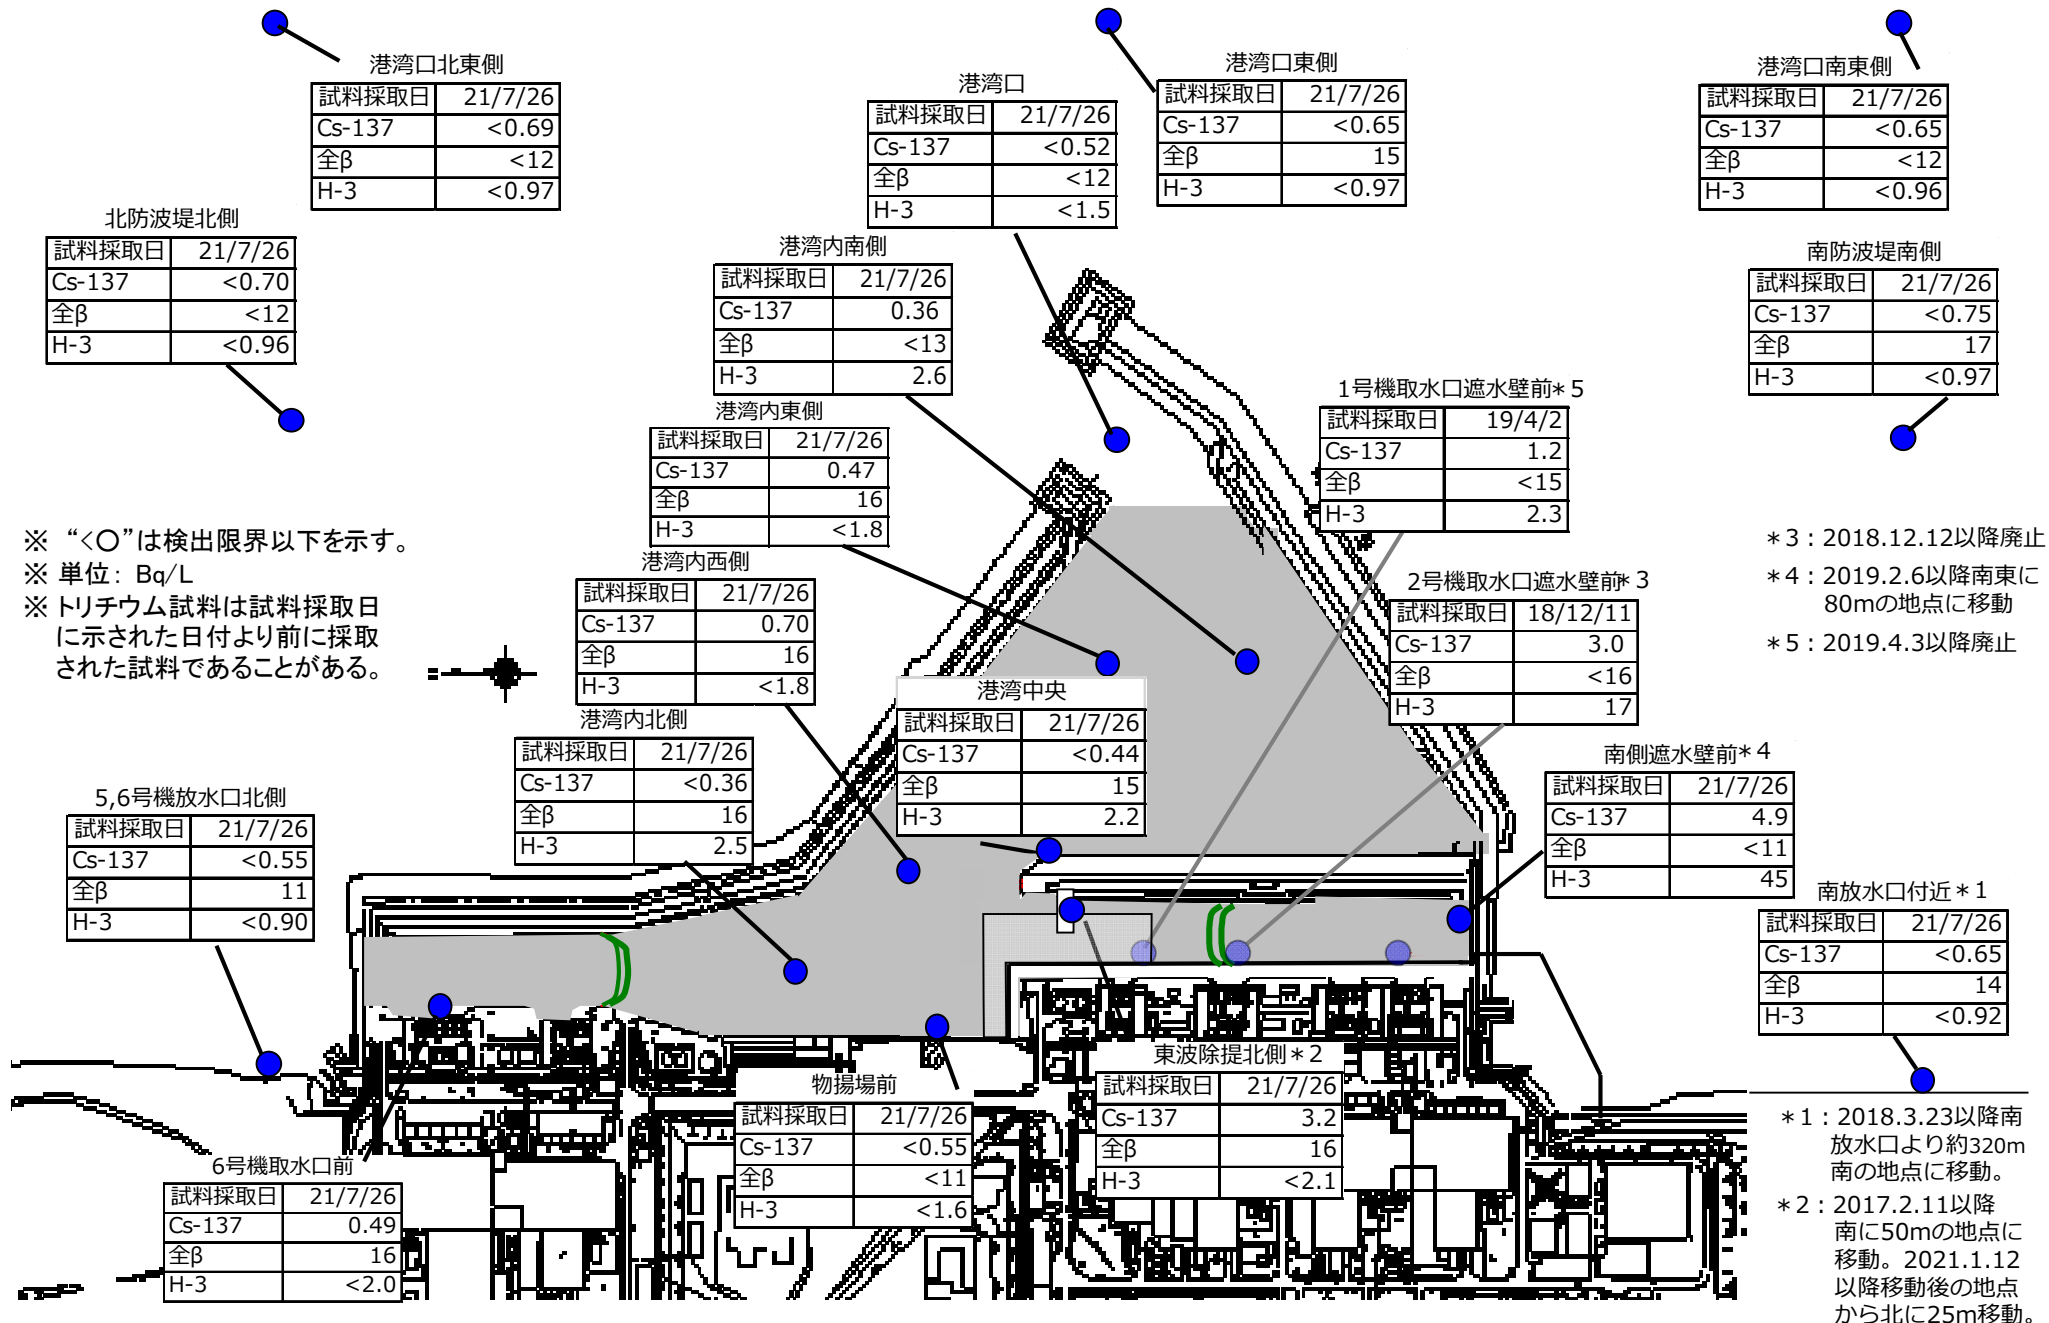 港湾口北東側
試料採取日 21/7/26
Cs-137 <0.69
全β <12
H-3 <0.97
港湾口
試料採取日 21/7/26
Cs-137 <0.52
全β <12
H-3 <1.5
港湾口東側
試料採取日 21/7/26
Cs-137 <0.65
全β 15
H-3 <0.97
港湾口南東側
試料採取日 21/7/26
Cs-137 <0.65
全β <12
H-3 <0.96
北防波堤北側
試料採取日 21/7/26
Cs-137 <0.70
全β <12
H-3 <0.96
港湾内南側
試料採取日 21/7/26
Cs-137 0.36
全β <13
H-3 2.6
南防波堤南側
試料採取日 21/7/26
Cs-137 <0.75
全β 17
H-3 <0.97
港湾内東側
試料採取日 21/7/26
Cs-137 0.47
全β 16
H-3 <1.8
1号機取水口遮水壁前*5
試料採取日 19/4/2
Cs-137 1.2
全β <15
H-3 2.3
※ “<○”は検出限界以下を示す。
※ 単位: Bq/L
※ トリチウム試料は試料採取日
に示された日付より前に採取
された試料であることがある。
港湾内西側
試料採取日 21/7/26
Cs-137 0.70
全β 16
H-3 <1.8
2号機取水口遮水壁前*3
試料採取日 18/12/11
Cs-137 3.0
全β <16
H-3 17
*3:2018.12.12以降廃止
*4:2019.2.6以降南東に
80mの地点に移動
*5:2019.4.3以降廃止
港湾中央
試料採取日 21/7/26
Cs-137 <0.44
全β 15
H-3 2.2
港湾内北側
試料採取日 21/7/26
Cs-137 <0.36
全β 16
H-3 2.5
南側遮水壁前*4
試料採取日 21/7/26
Cs-137 4.9
全β <11
H-3 45
5,6号機放水口北側
試料採取日 21/7/26
Cs-137 <0.55
全β 11
H-3 <0.90
南放水口付近*1
試料採取日 21/7/26
Cs-137 <0.65
全β 14
H-3 <0.92
東波除提北側*2
試料採取日 21/7/26
Cs-137 3.2
全β 16
H-3 <2.1
物揚場前
試料採取日 21/7/26
Cs-137 <0.55
全β <11
H-3 <1.6
6号機取水口前
試料採取日 21/7/26
Cs-137 0.49
全β 16
H-3 <2.0
*1:2018.3.23以降南
放水口より約320m
南の地点に移動。
*2:2017.2.11以降
南に50mの地点に
移動。2021.1.12
以降移動後の地点
から北に25m移動。